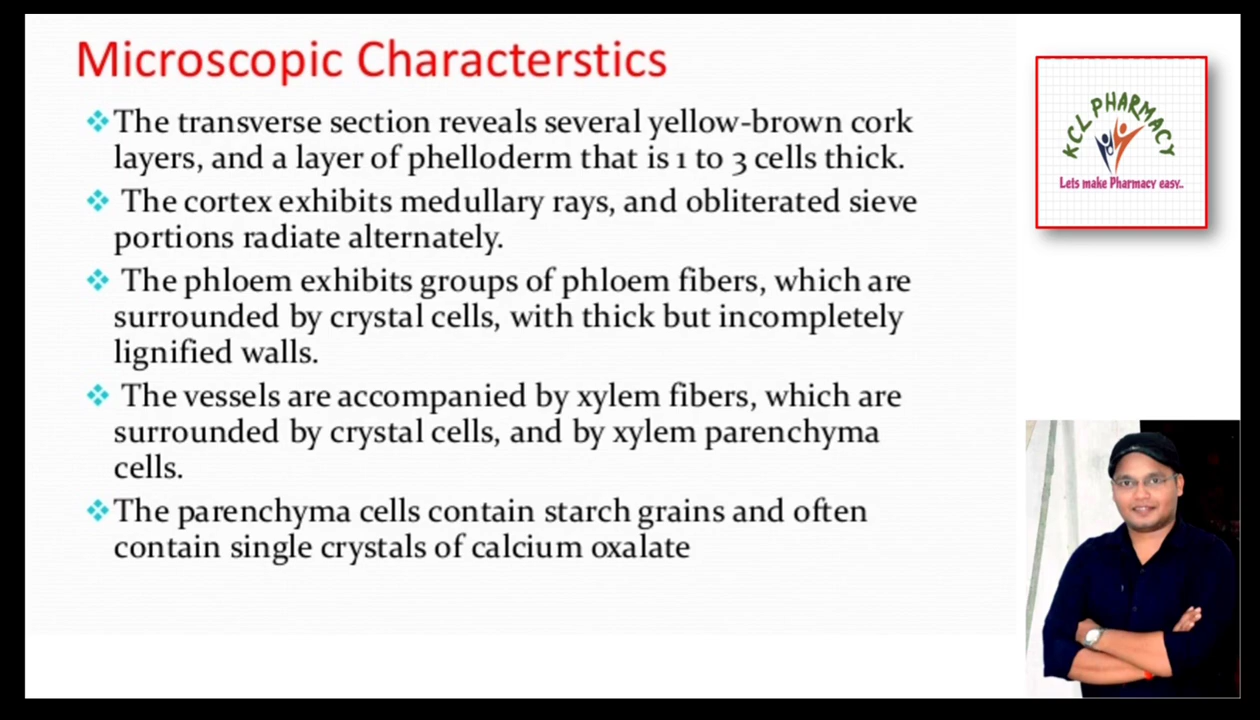 Microscopic Characterstics
The transverse section reveals several yellow-brown cork
layers, and a layer of phelloderm that is 1 to 3 cells thick.
The cortex exhibits medullary rays, and obliterated sieve
portions radiate alternately.
The phloem exhibits groups of phloem fibers, which are
surrounded by crystal cells, with thick but incompletely
lignified walls.
The vessels are accompanied by xylem fibers, which are
surrounded by crystal cells, and by xylem parenchyma
cells.
The parenchyma cells contain starch grains and often
contain single crystals of calcium oxalate
KCL PHARMACY
Lets make Pharmacy easy..